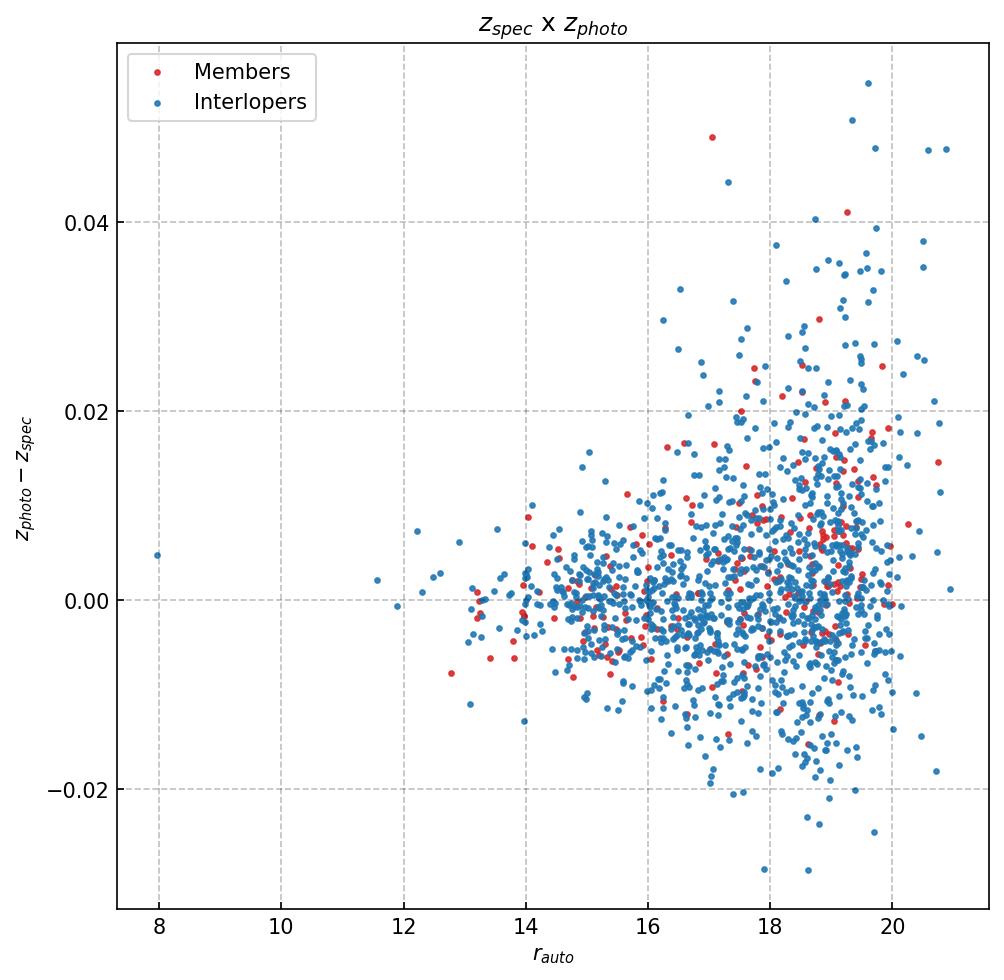 z_spec x z_photo
Members
Interlopers
0.04
0.02
0.00
−0.02
z_photo − z_spec
8 10 12 14 16 18 20
r_auto